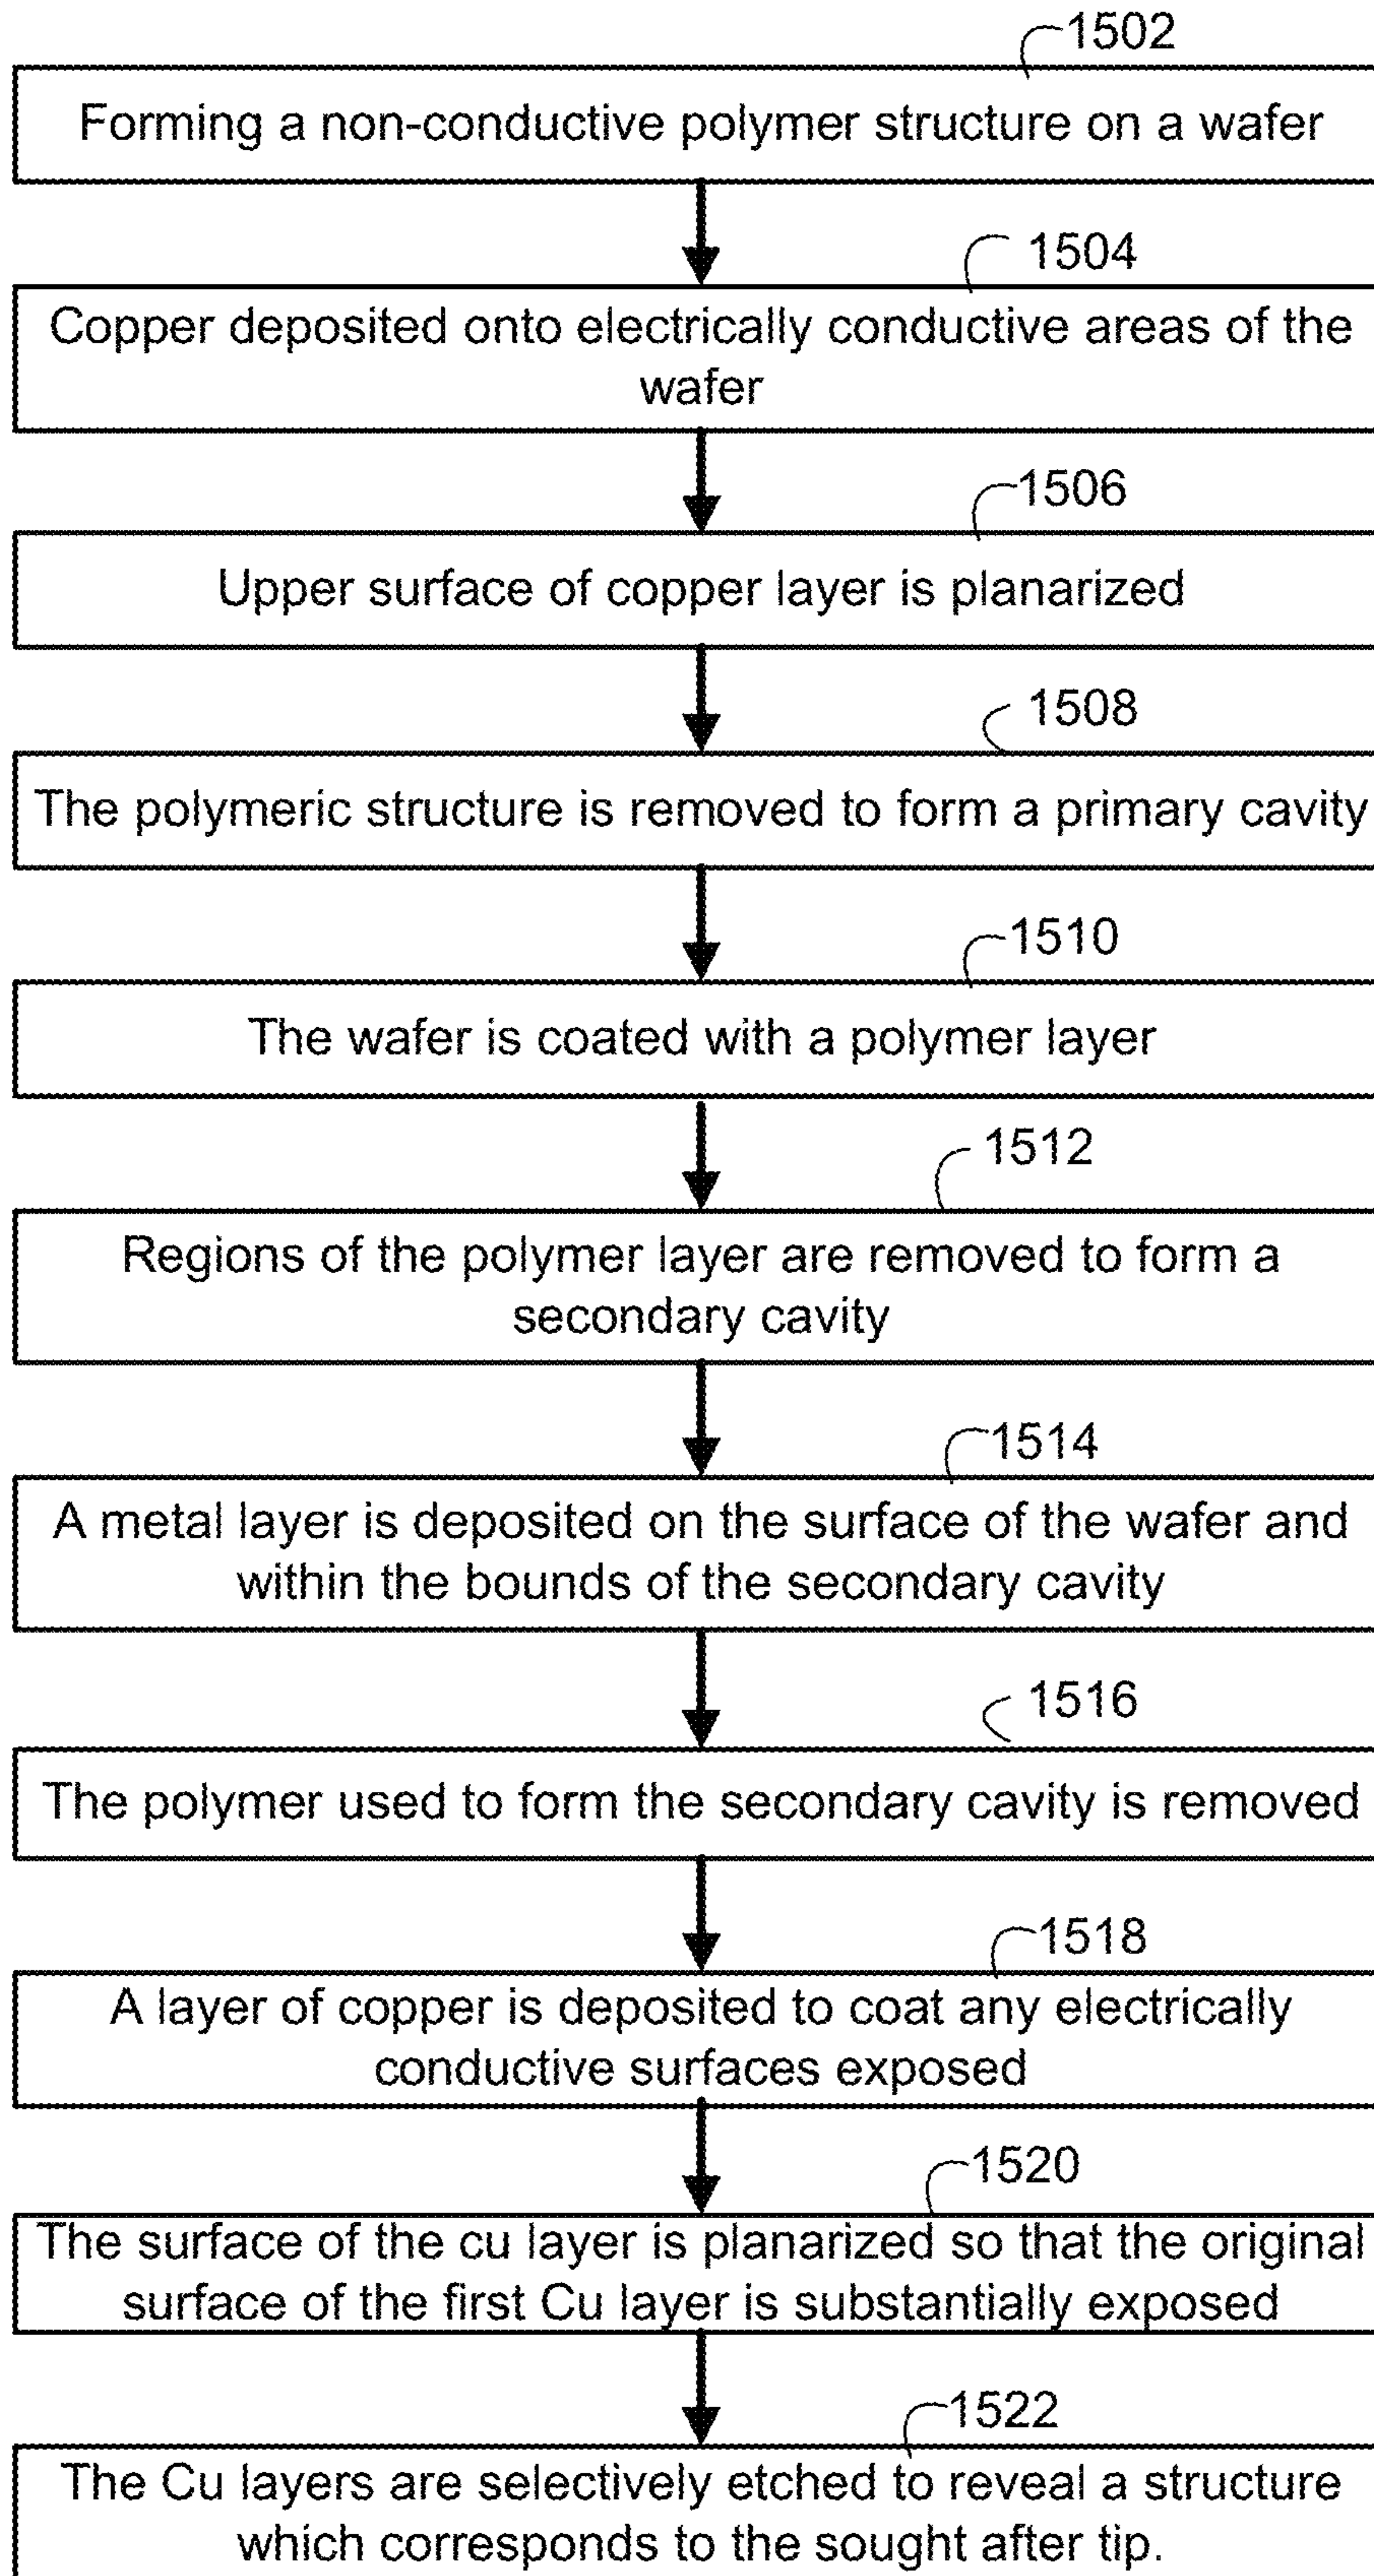 1502
Forming a non-conductive polymer structure on a wafer
1504
Copper deposited onto electrically conductive areas of the
wafer
1506
Upper surface of copper layer is planarized
1508
The polymeric structure is removed to form a primary cavity
1510
The wafer is coated with a polymer layer
1512
Regions of the polymer layer are removed to form a
secondary cavity
1514
A metal layer is deposited on the surface of the wafer and
within the bounds of the secondary cavity
1516
The polymer used to form the secondary cavity is removed
1518
A layer of copper is deposited to coat any electrically
conductive surfaces exposed
1520
The surface of the cu layer is planarized so that the original
surface of the first Cu layer is substantially exposed
1522
The Cu layers are selectively etched to reveal a structure
which corresponds to the sought after tip.